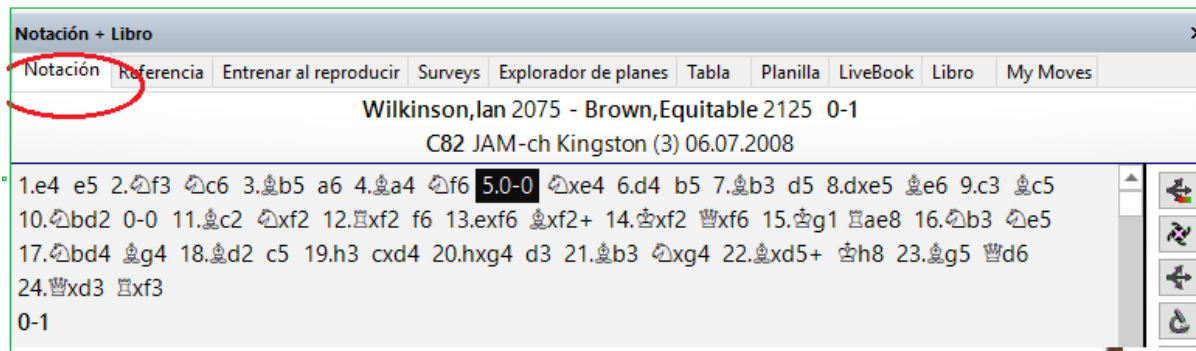 Notación + Libro
Notación Referencia Entrenar al reproducir Surveys Explorador de planes Tabla Planilla LiveBook Libro My Moves
Wilkinson,Ian 2075 - Brown,Equitable 2125 0-1
C82 JAM-ch Kingston (3) 06.07.2008
1.e4 e5 2.♘f3 ♘c6 3.♗b5 a6 4.♗a4 ♘f6 5.0-0 ♘xe4 6.d4 b5 7.♗b3 d5 8.dxe5 ♗e6 9.c3 ♗c5
10.♘bd2 0-0 11.♗c2 ♘xf2 12.♖xf2 f6 13.exf6 ♗xf2+ 14.♔xf2 ♕xf6 15.♔g1 ♖ae8 16.♘b3 ♘e5
17.♘bd4 ♗g4 18.♗d2 c5 19.h3 cxd4 20.hxg4 d3 21.♗b3 ♘xg4 22.♗xd5+ ♔h8 23.♗g5 ♕d6
24.♕xd3 ♖xf3
0-1